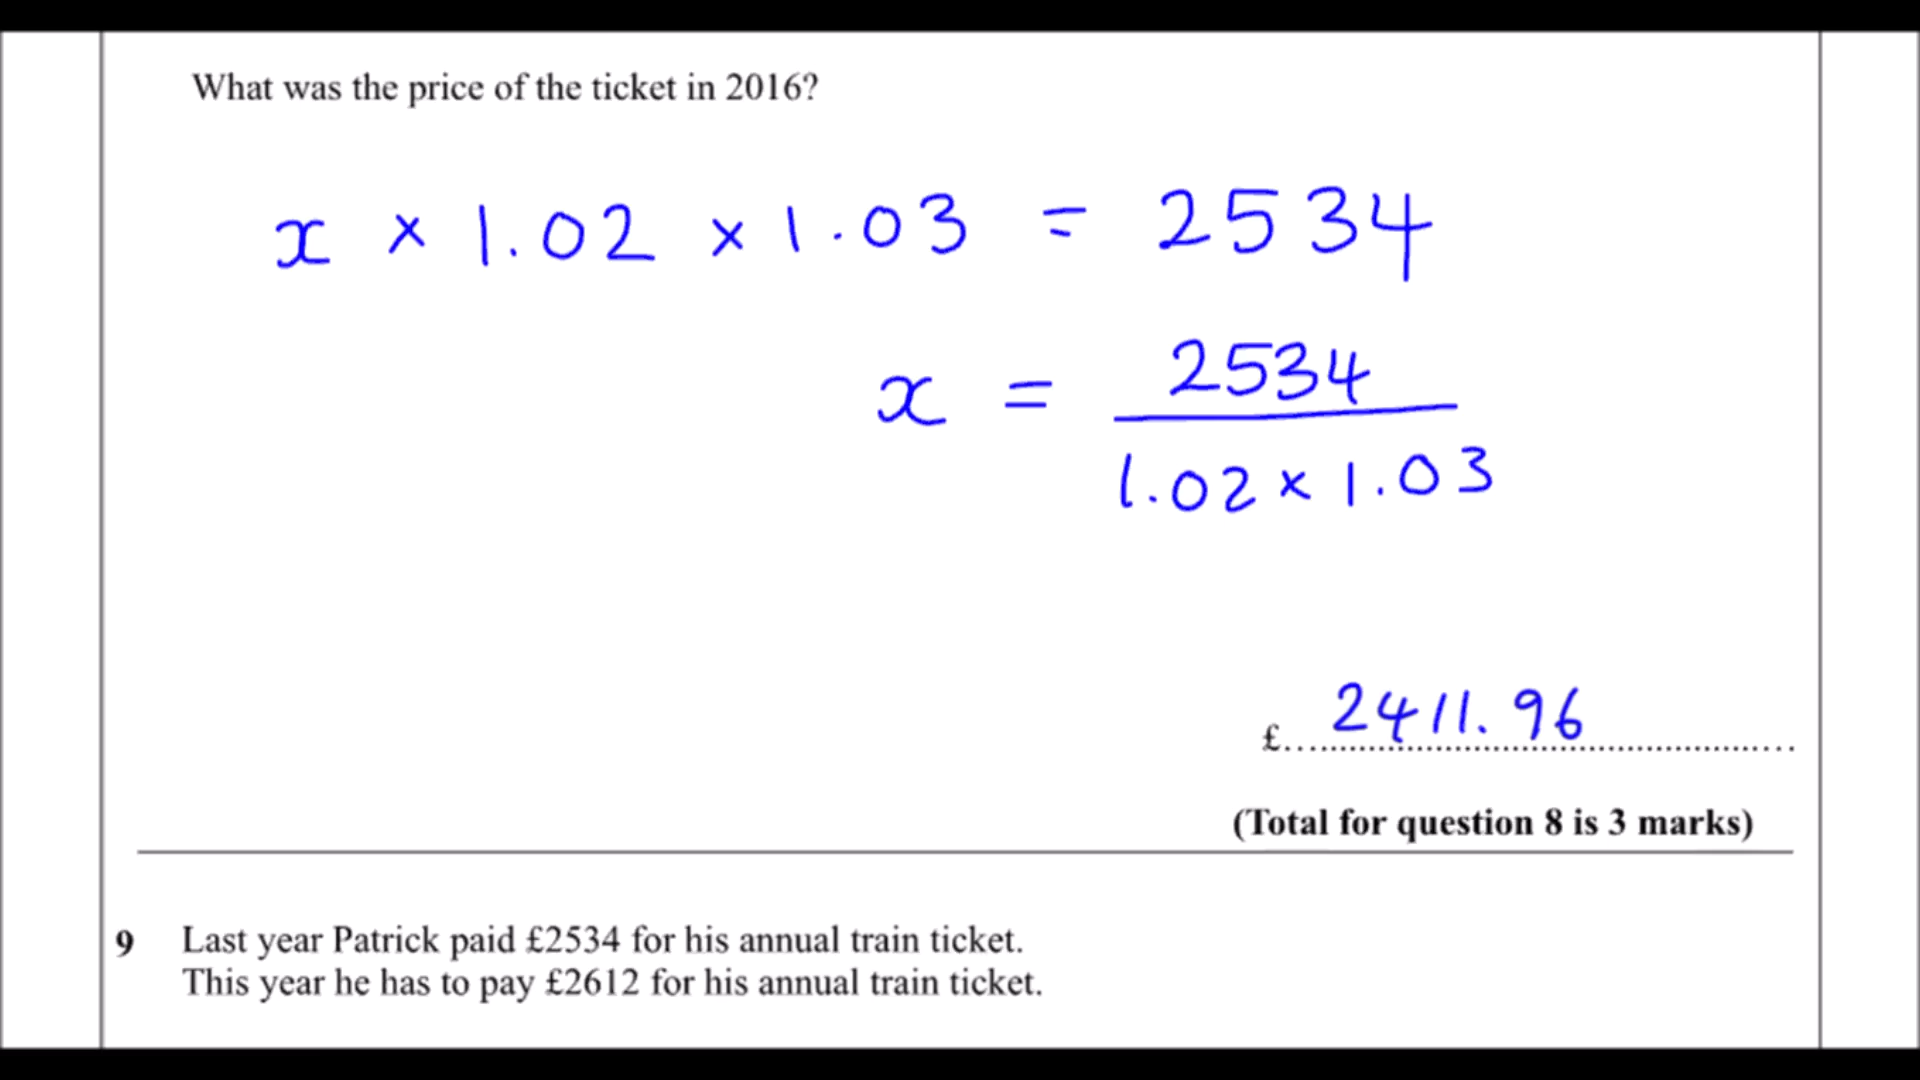 What was the price of the ticket in 2016?
x × 1.02 × 1.03 = 2534
x = 2534
1.02 × 1.03
£ 2411.96
(Total for question 8 is 3 marks)
9 Last year Patrick paid £2534 for his annual train ticket.
This year he has to pay £2612 for his annual train ticket.